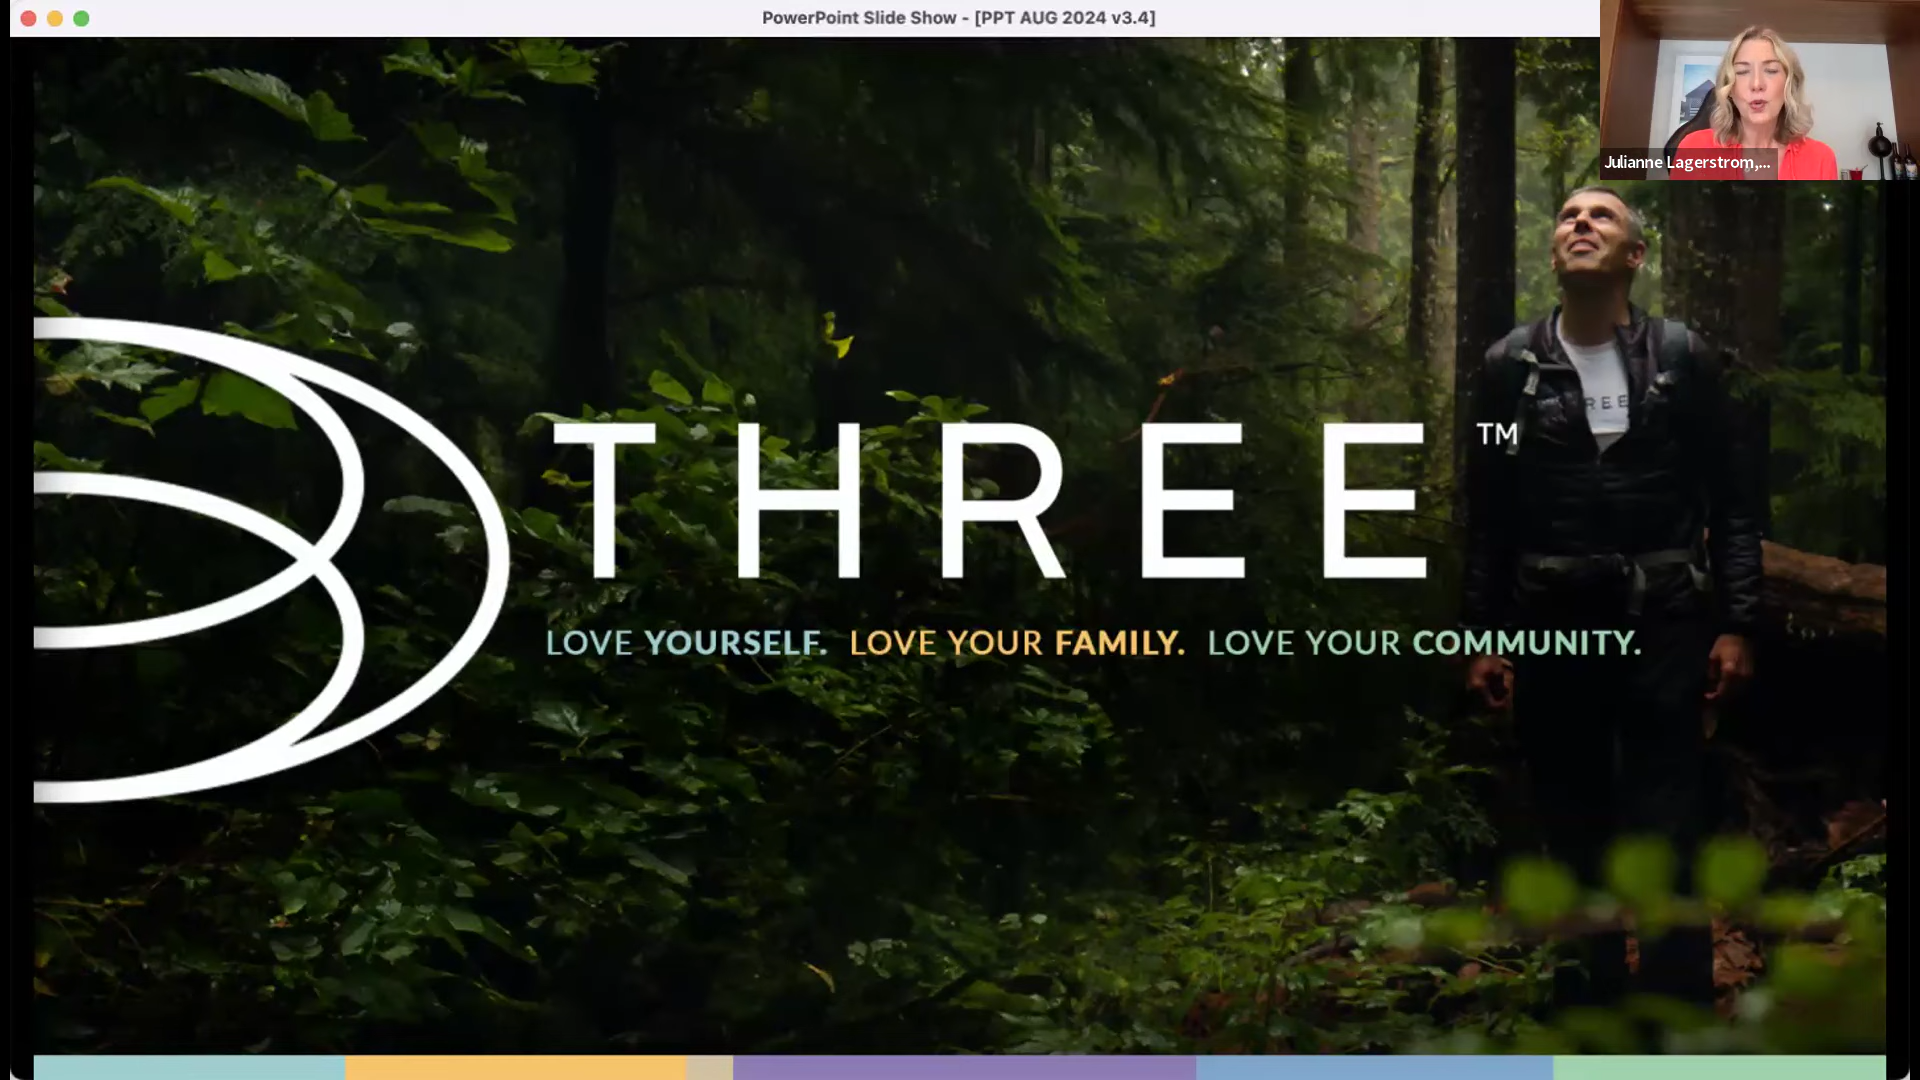 PowerPoint Slide Show - [PPT AUG 2024 v3.4]
Julianne Lagerstrom,...
REE
THREE™
LOVE YOURSELF. LOVE YOUR FAMILY. LOVE YOUR COMMUNITY.